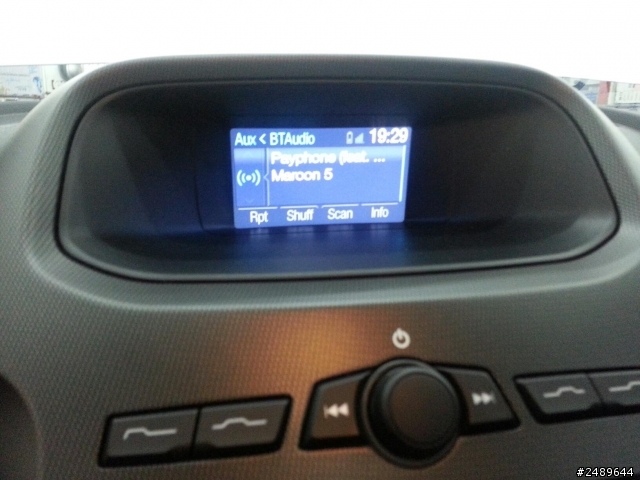 Aux < BTAudio 19:29
Payphone (feat. ...
Maroon 5
Rpt Shuff Scan Info
#2489644